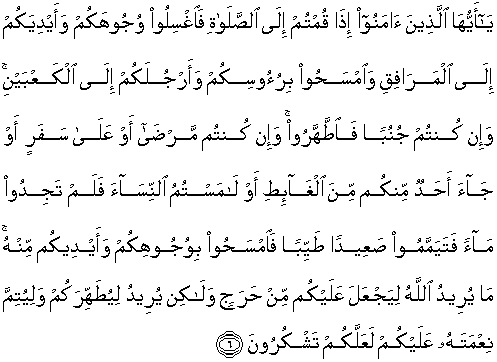 يَـٰٓأَيُّهَا ٱلَّذِينَ ءَامَنُوٓا۟ إِذَا قُمْتُمْ إِلَى ٱلصَّلَوٰةِ فَٱغْسِلُوا۟ وُجُوهَكُمْ وَأَيْدِيَكُمْ
إِلَى ٱلْمَرَافِقِ وَٱمْسَحُوا۟ بِرُءُوسِكُمْ وَأَرْجُلَكُمْ إِلَى ٱلْكَعْبَيْنِ ۚ
وَإِن كُنتُمْ جُنُبًا فَٱطَّهَّرُوا۟ ۚ وَإِن كُنتُم مَّرْضَىٰٓ أَوْ عَلَىٰ سَفَرٍ أَوْ
جَآءَ أَحَدٌ مِّنكُم مِّنَ ٱلْغَآئِطِ أَوْ لَـٰمَسْتُمُ ٱلنِّسَآءَ فَلَمْ تَجِدُوا۟
مَآءً فَتَيَمَّمُوا۟ صَعِيدًا طَيِّبًا فَٱمْسَحُوا۟ بِوُجُوهِكُمْ وَأَيْدِيكُم مِّنْهُ ۚ
مَا يُرِيدُ ٱللَّهُ لِيَجْعَلَ عَلَيْكُم مِّنْ حَرَجٍ وَلَـٰكِن يُرِيدُ لِيُطَهِّرَكُمْ وَلِيُتِمَّ
نِعْمَتَهُۥ عَلَيْكُمْ لَعَلَّكُمْ تَشْكُرُونَ ‎﴿٦﴾‏